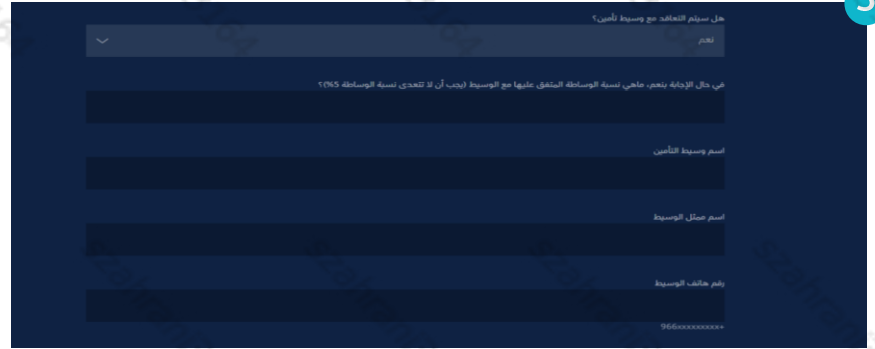 هل سيتم التعاقد مع وسيط تأمين؟
نعم
في حال الإجابة بنعم، ماهي نسبة الوساطة المتفق عليها مع الوسيط (يجب أن لا تتعدى نسبة الوساطة 5%)؟
اسم وسيط التأمين
اسم ممثل الوسيط
رقم هاتف الوسيط
+966xxxxxxxxx